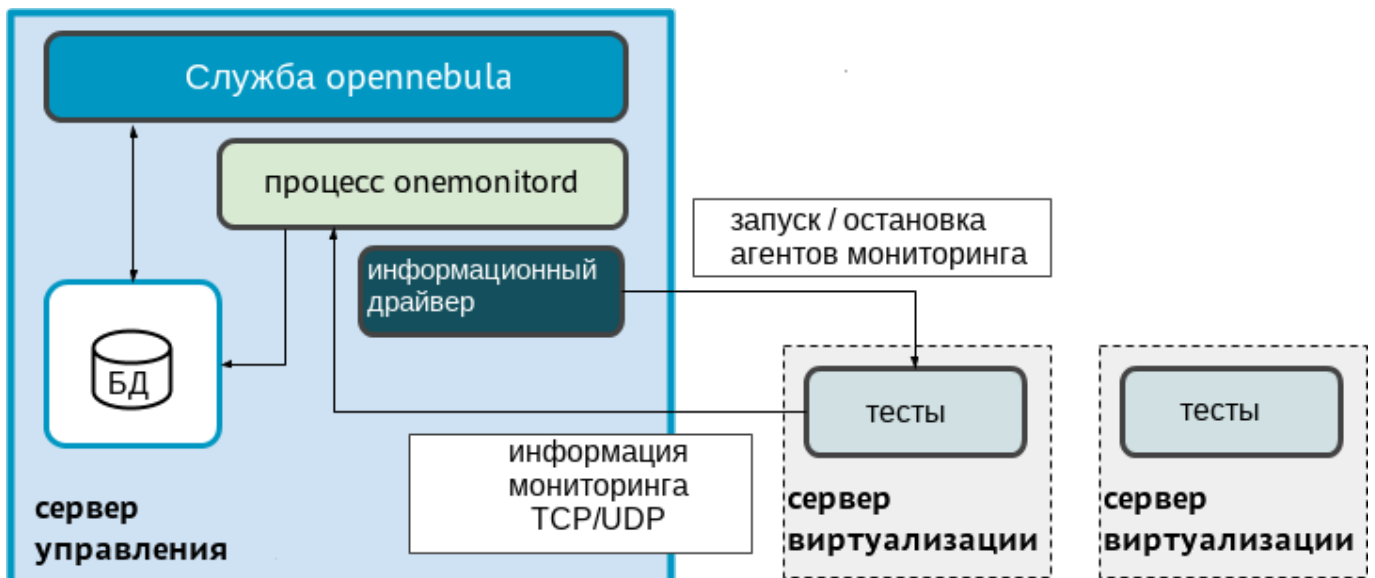 Служба opennebula
процесс onemonitord
запуск / остановка
агентов мониторинга
информационный
драйвер
БД
тесты
тесты
информация
мониторинга
TCP/UDP
сервер
управления
сервер
виртуализации
сервер
виртуализации